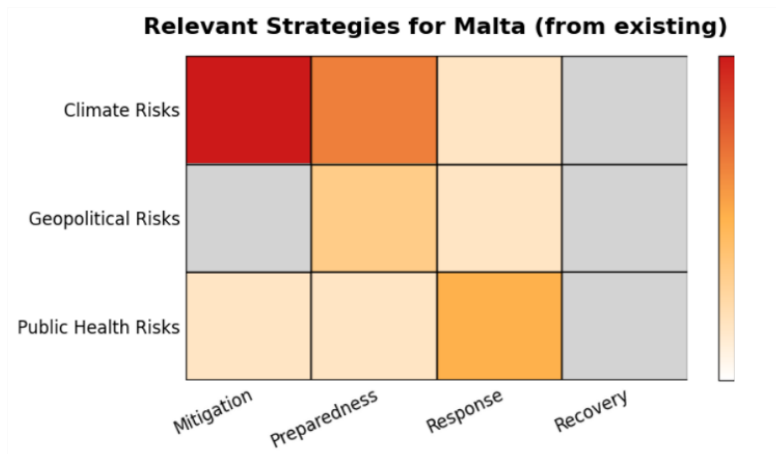 Relevant Strategies for Malta (from existing)
Climate Risks
Geopolitical Risks
Public Health Risks
Mitigation
Preparedness
Response
Recovery